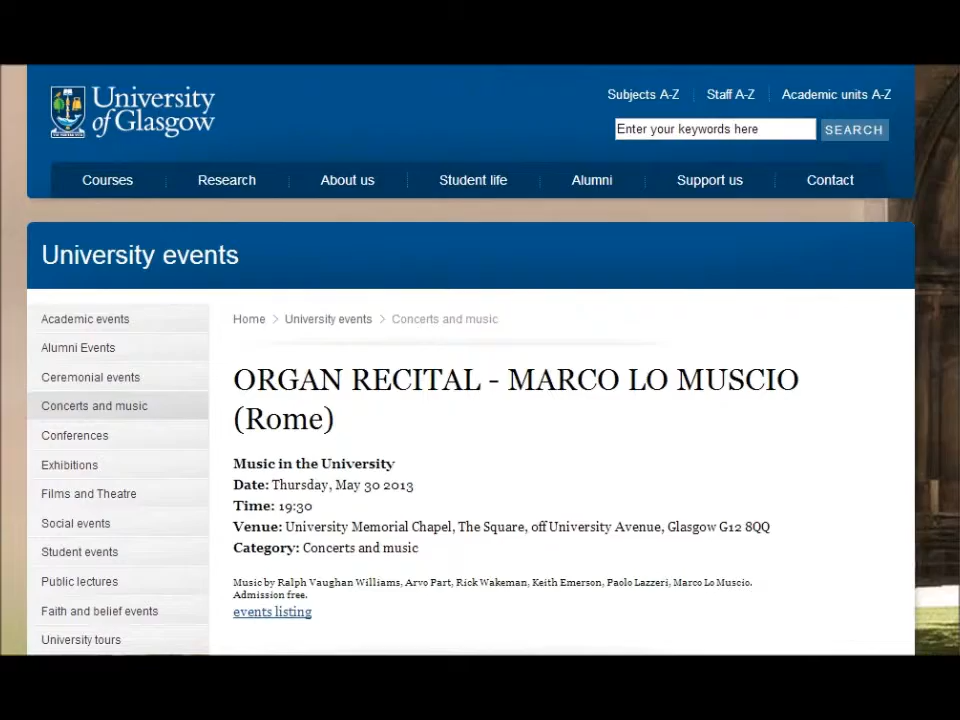 University
of Glasgow
Subjects A-Z
Staff A-Z
Academic units A-Z
Enter your keywords here
SEARCH
Courses
Research
About us
Student life
Alumni
Support us
Contact
University events
Academic events
Alumni Events
Ceremonial events
Concerts and music
Conferences
Exhibitions
Films and Theatre
Social events
Student events
Public lectures
Faith and belief events
University tours
Home > University events > Concerts and music
ORGAN RECITAL - MARCO LO MUSCIO
(Rome)
Music in the University
Date: Thursday, May 30 2013
Time: 19:30
Venue: University Memorial Chapel, The Square, off University Avenue, Glasgow G12 8QQ
Category: Concerts and music
Music by Ralph Vaughan Williams, Arvo Part, Rick Wakeman, Keith Emerson, Paolo Lazzeri, Marco Lo Muscio.
Admission free.
events listing